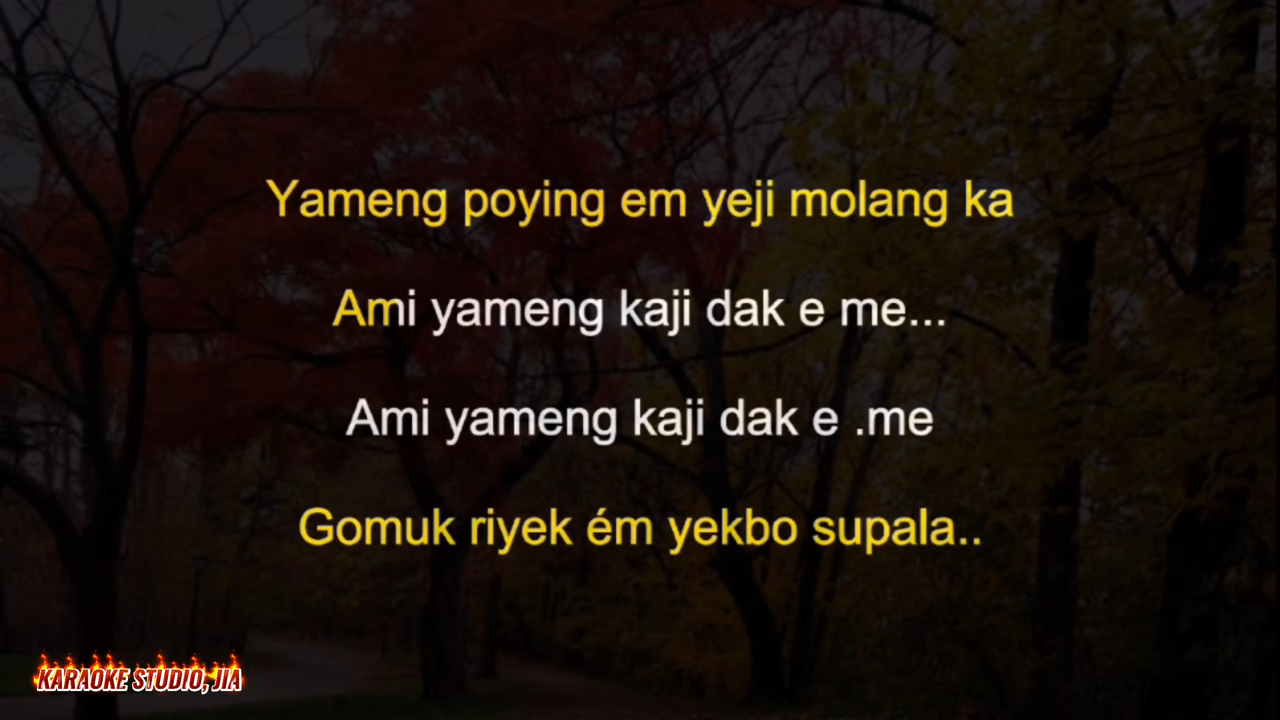 Yameng poying em yeji molang ka
Ami yameng kaji dak e me...
Ami yameng kaji dak e .me
Gomuk riyek ém yekbo supala..
KARAOKE STUDIO, JIA